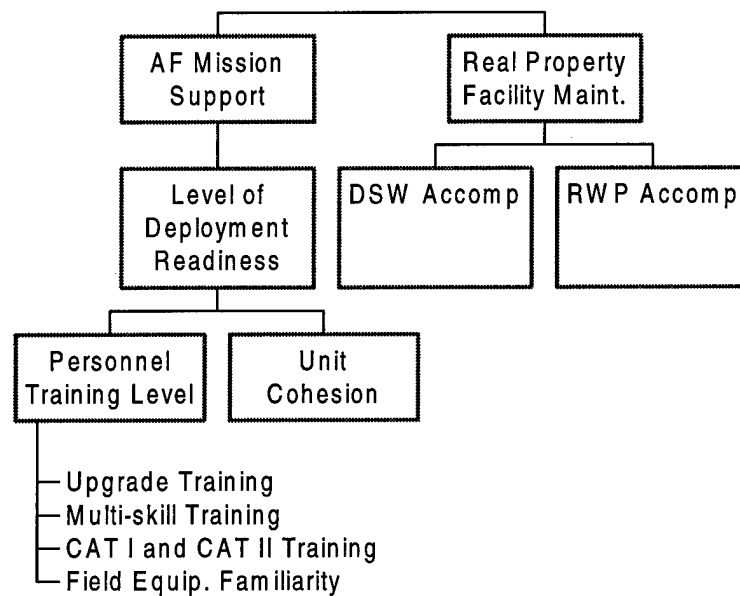 AF Mission
Support
Real Property
Facility Maint.
Level of
Deployment
Readiness
DSW Accomp
RWP Accomp
Personnel
Training Level
Unit
Cohesion
Upgrade Training
Multi-skill Training
CAT I and CAT II Training
Field Equip. Familiarity